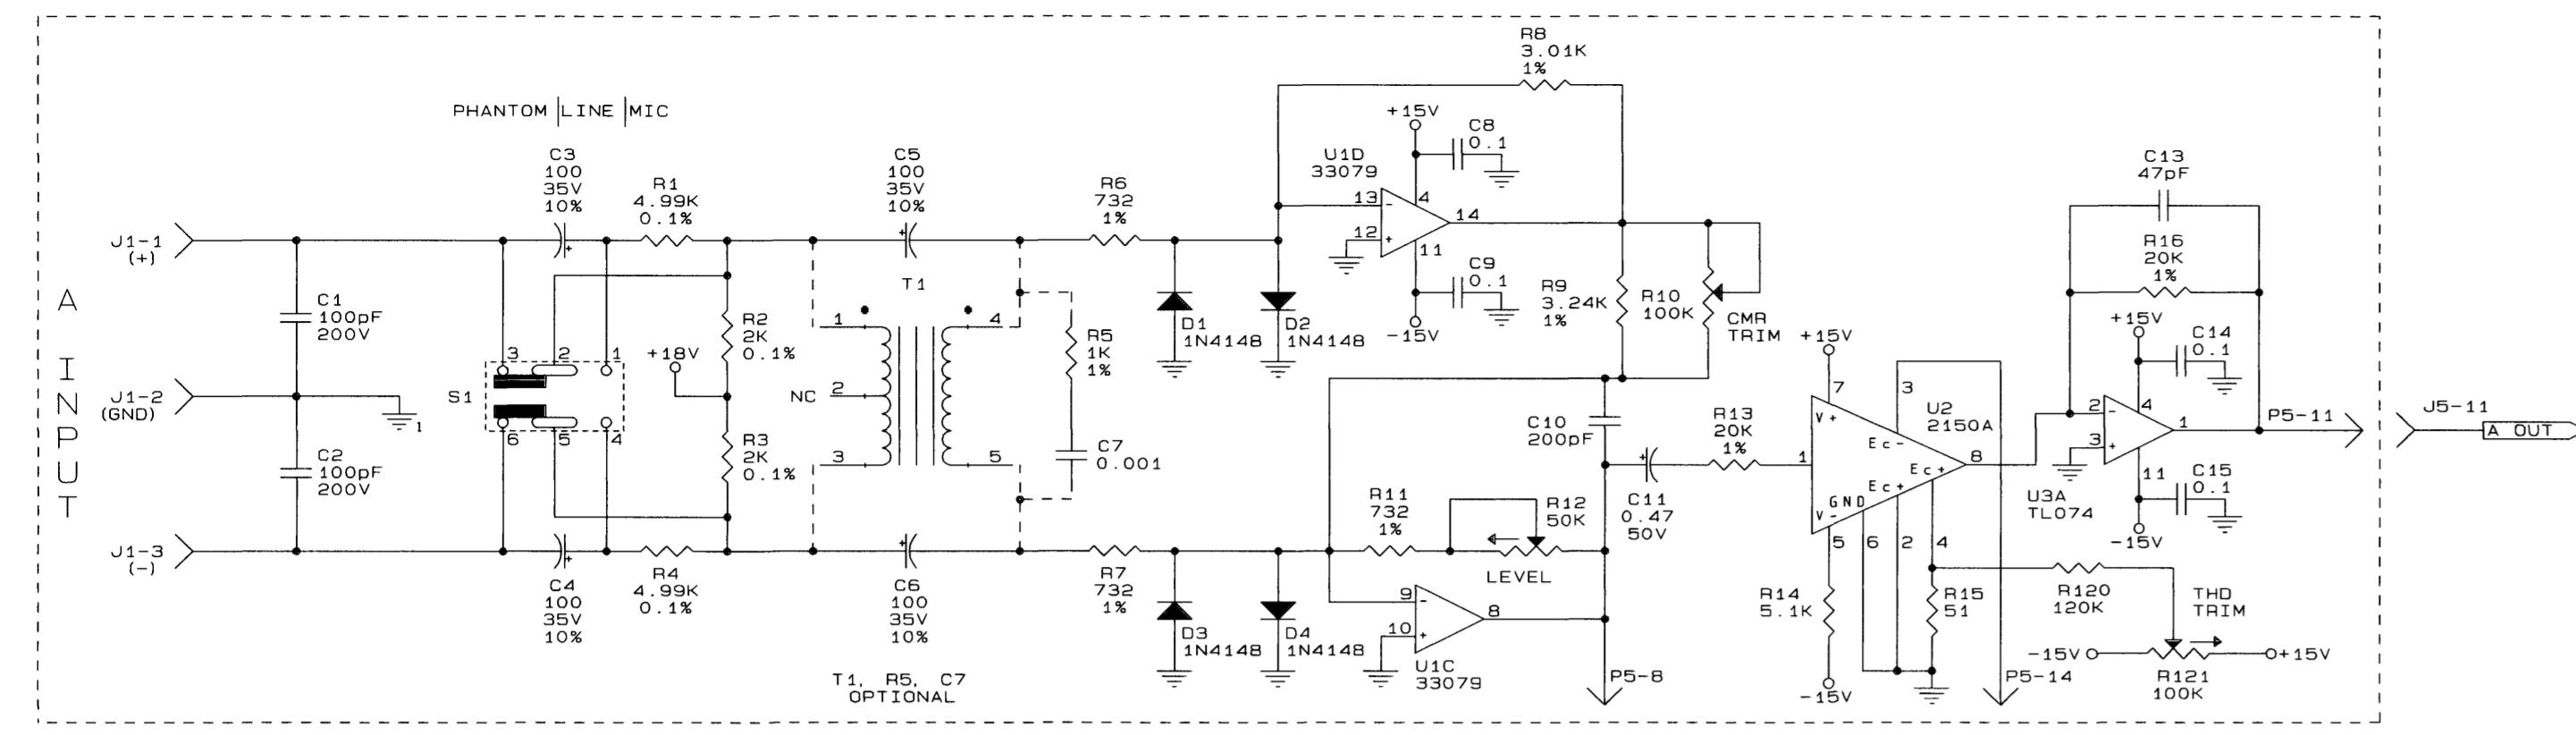 PHANTOM LINE MIC
A INPUT
J1-1
(+)
J1-2
(GND)
J1-3
(-)
C1
100pF
200V
C2
100pF
200V
1
C3
100
35V
10%
R1
4.99K
0.1%
S1
3 2 1
6 5 4
+18V
R2
2K
0.1%
R3
2K
0.1%
C4
100
35V
10%
R4
4.99K
0.1%
C5
100
35V
10%
T1
1
NC 2
3
4
5
R5
1K
1%
C7
0.001
C6
100
35V
10%
T1, R5, C7
OPTIONAL
R6
732
1%
R7
732
1%
D1
1N4148
D2
1N4148
D3
1N4148
D4
1N4148
R8
3.01K
1%
U1D
33079
+15V
C8
0.1
13
-
12
+
4
14
11
C9
0.1
-15V
R9
3.24K
1%
R10
100K
CMR
TRIM
C10
200pF
R11
732
1%
R12
50K
LEVEL
9
-
10
+
8
U1C
33079
P5-8
+
C11
0.47
50V
R13
20K
1%
+15V
7
V+
3
U2
2150A
Ec-
Ec+
Ec+
GND
V-
1
8
5 6 2 4
R14
5.1K
-15V
R15
51
P5-14
R120
120K
THD
TRIM
-15V
+15V
R121
100K
C13
47pF
R16
20K
1%
+15V
C14
0.1
2
-
3
+
4
1
11
U3A
TL074
C15
0.1
-15V
P5-11
J5-11
A OUT